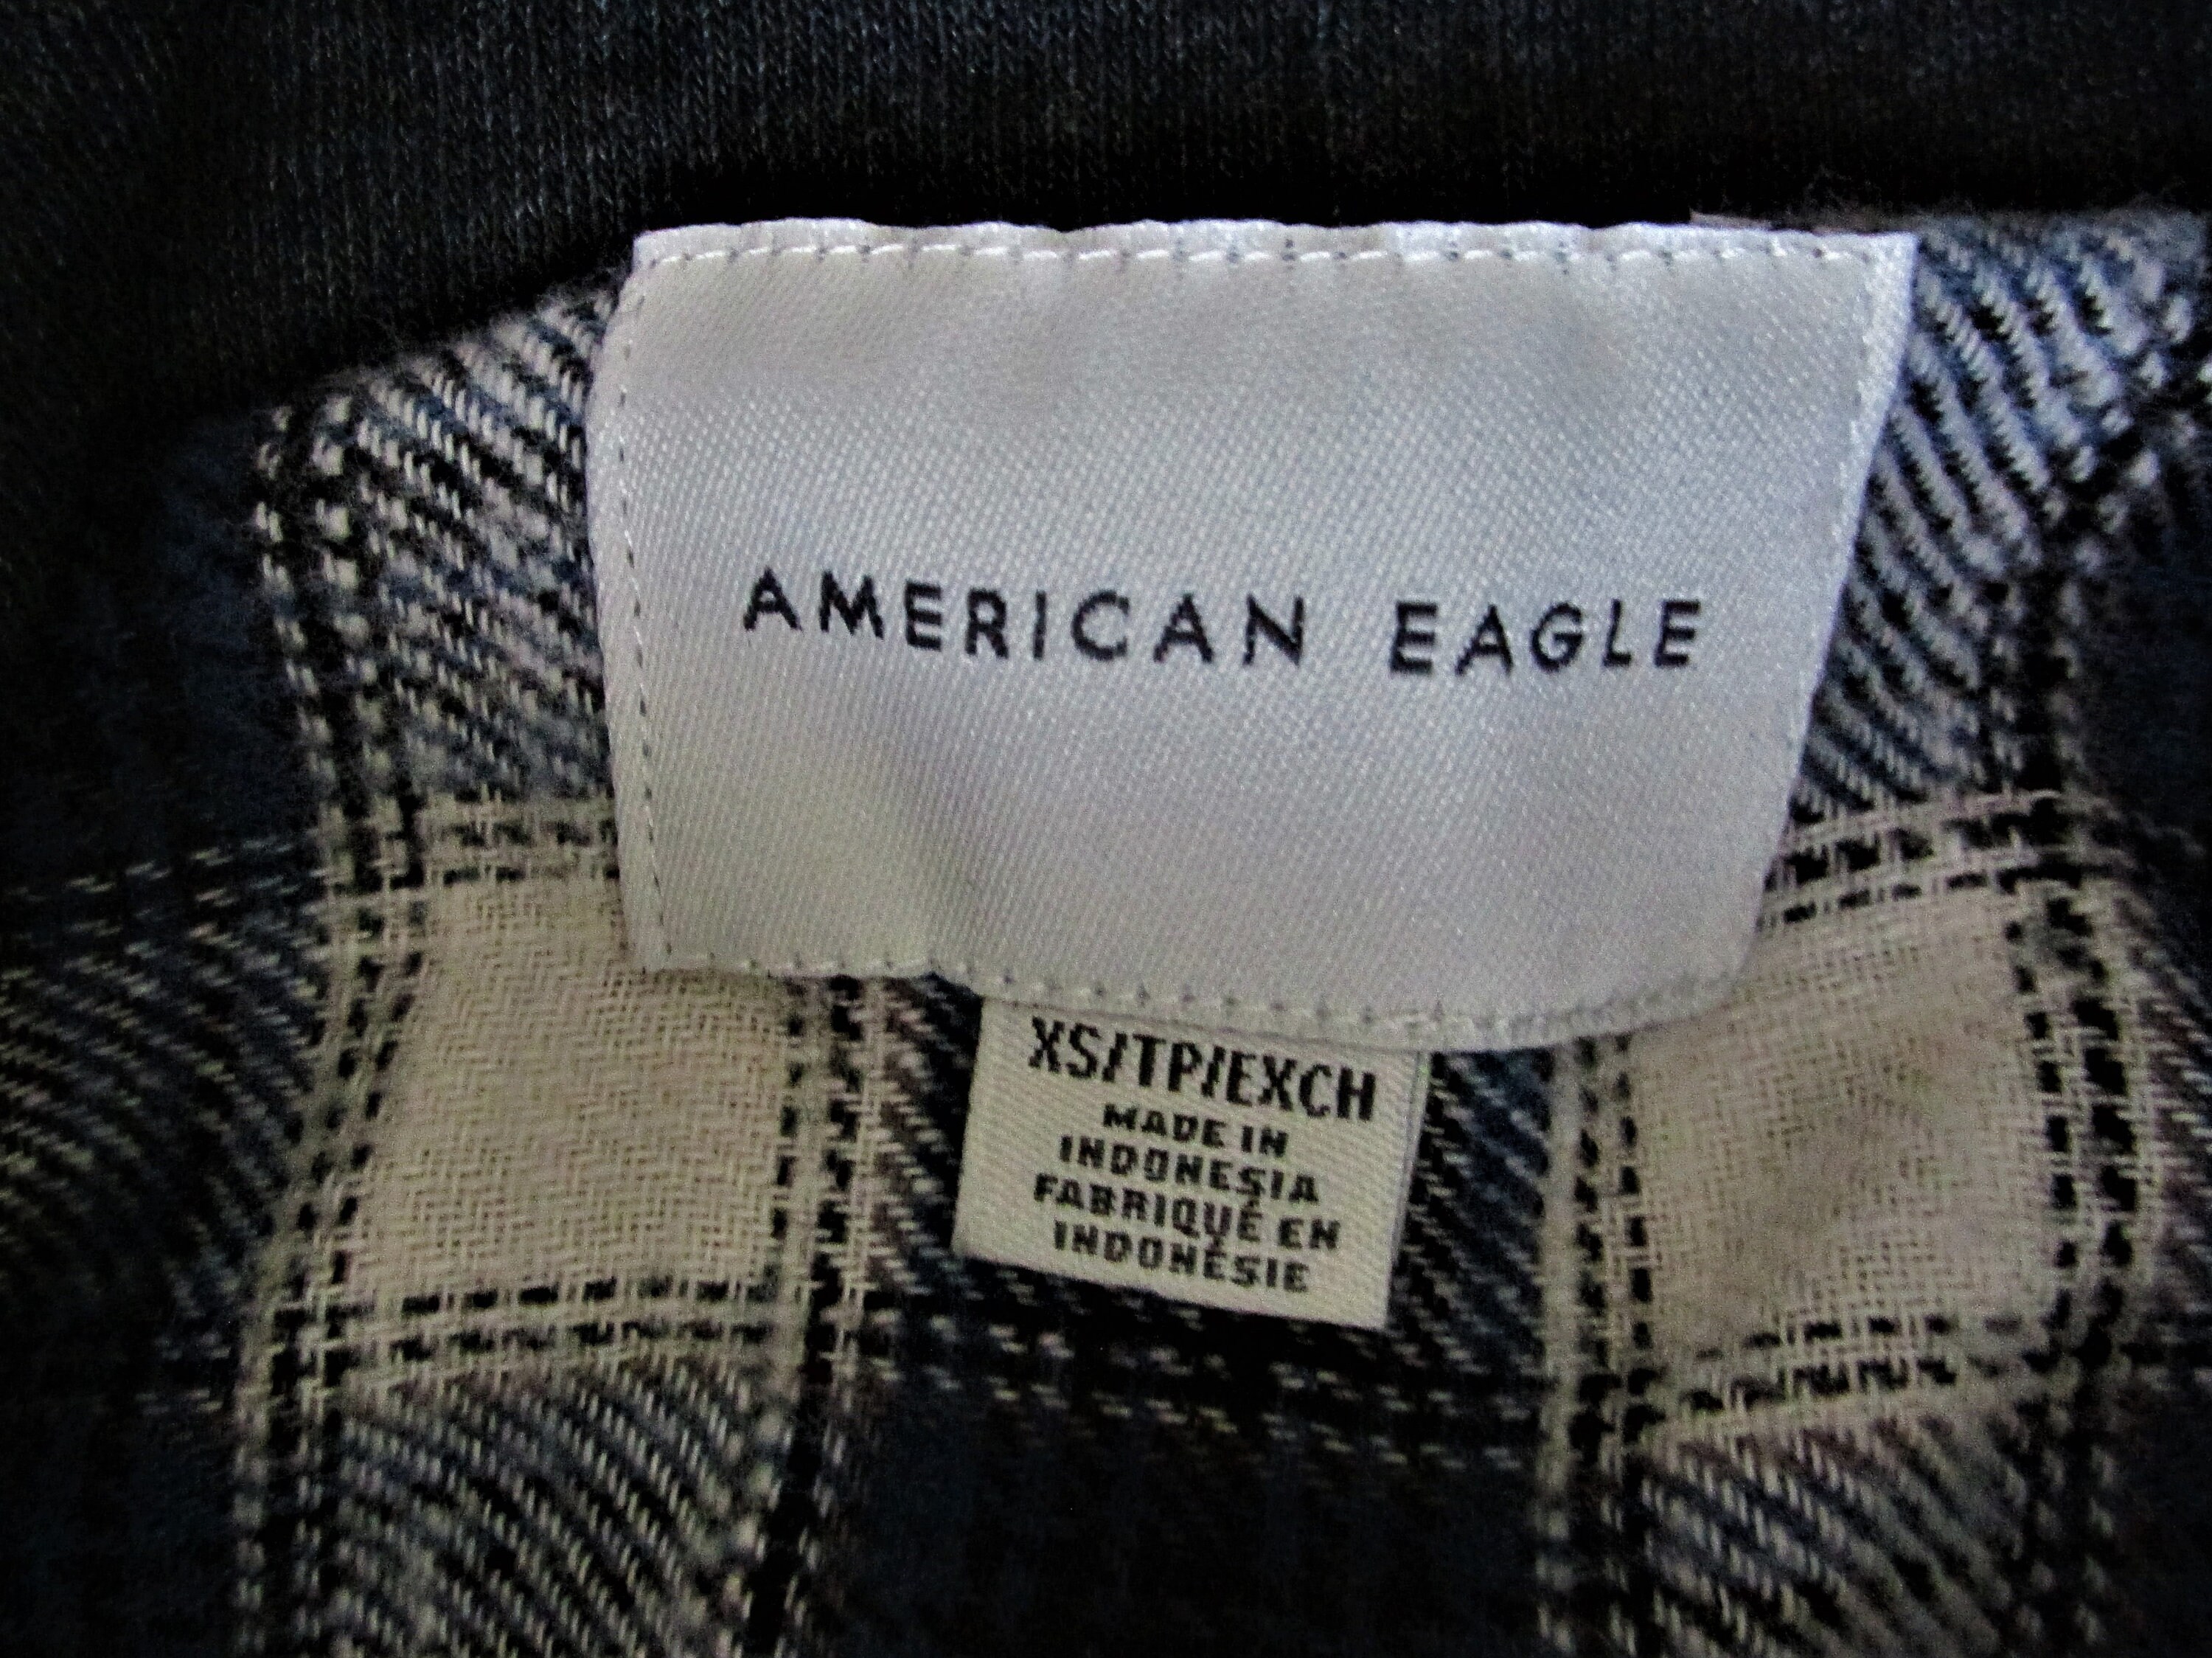 AMERICAN EAGLE
XS/TP/EXCH
MADE IN
INDONESIA
FABRIQUÉ EN
INDONÉSIE